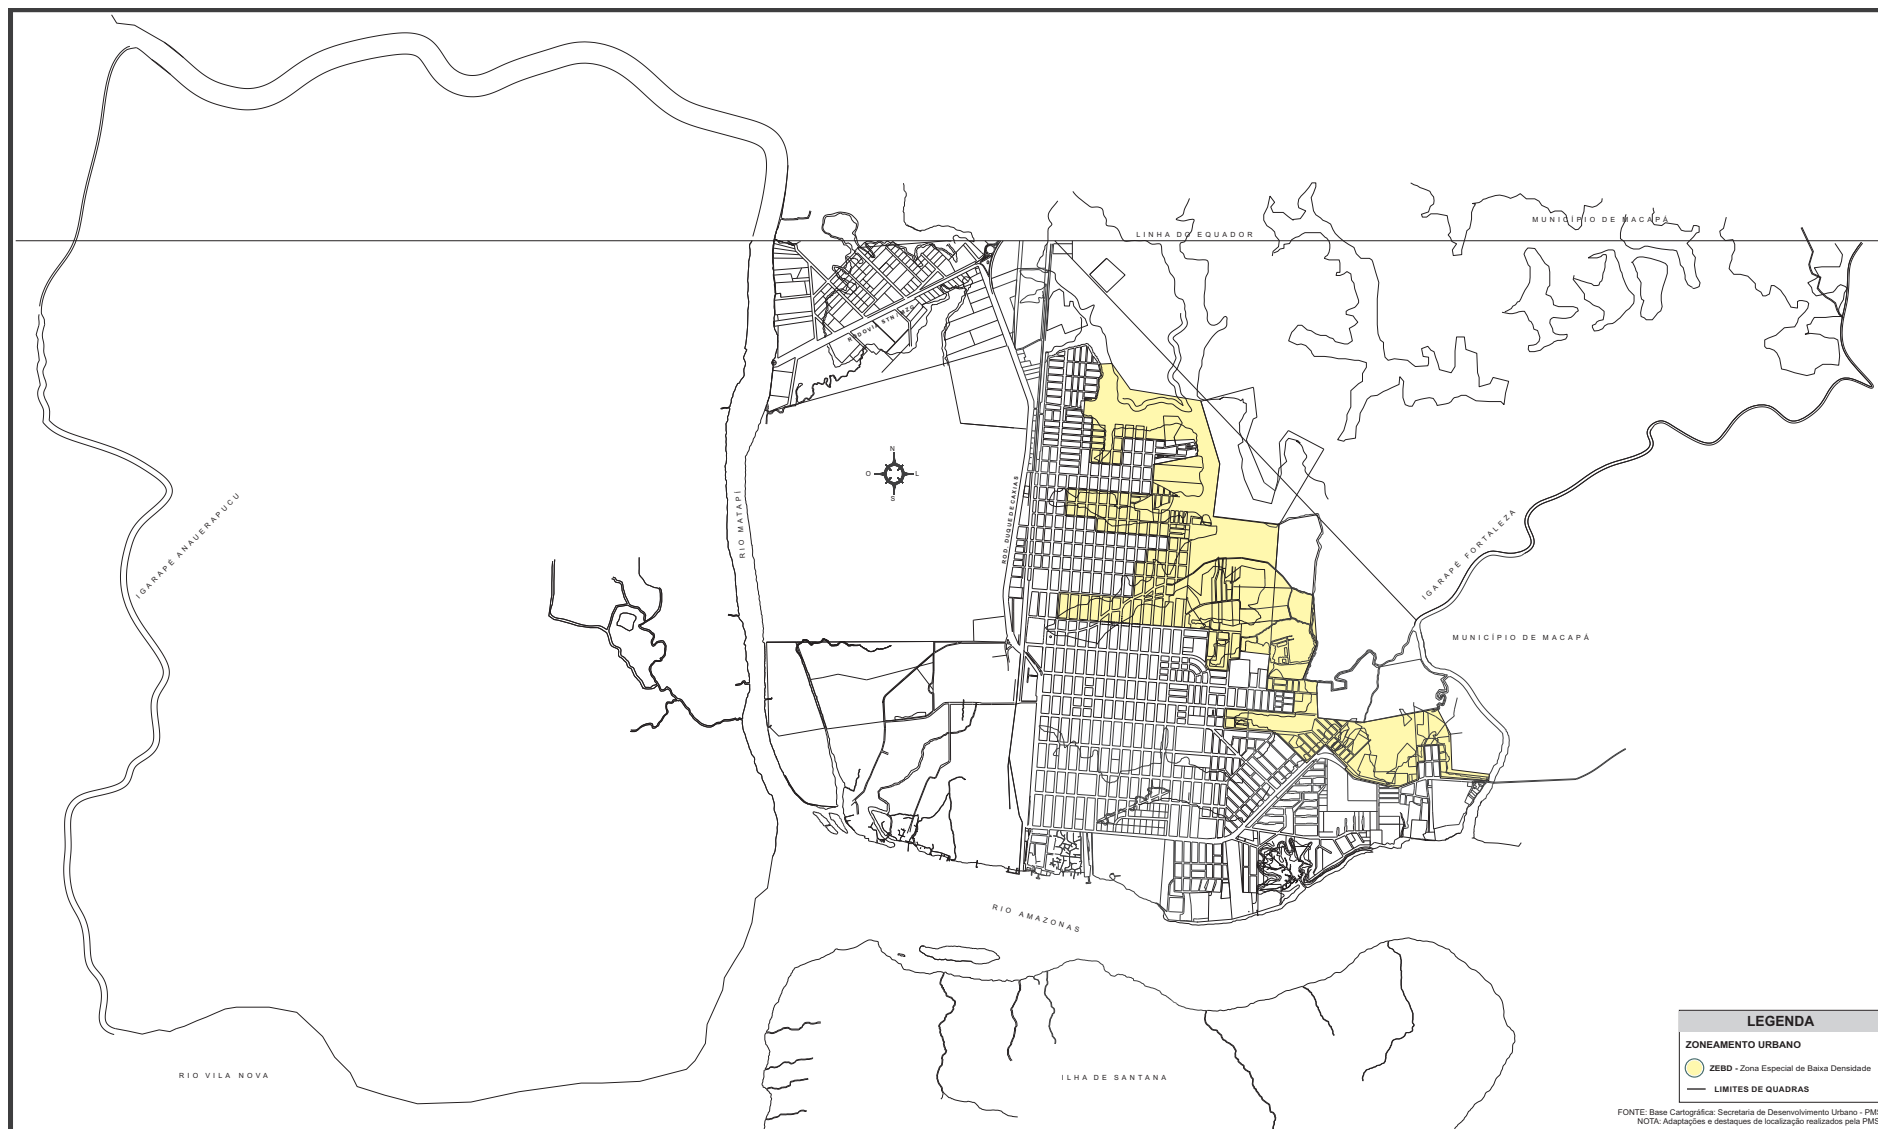 MUNICÍPIO DE MACAPÁ
LINHA DO EQUADOR
N
O
L
S
ROD. DUQUE DE CAXIAS
RIO MATAPÍ
IGARAPÉ ANAUERAPUCU
IGARAPÉ FORTALEZA
MUNICÍPIO DE MACAPÁ
RIO AMAZONAS
RIO VILA NOVA
ILHA DE SANTANA
LEGENDA
ZONEAMENTO URBANO
ZEBD - Zona Especial de Baixa Densidade
LIMITES DE QUADRAS
FONTE: Base Cartográfica: Secretaria de Desenvolvimento Urbano - PMS
NOTA: Adaptações e destaques de localização realizados pela PMS